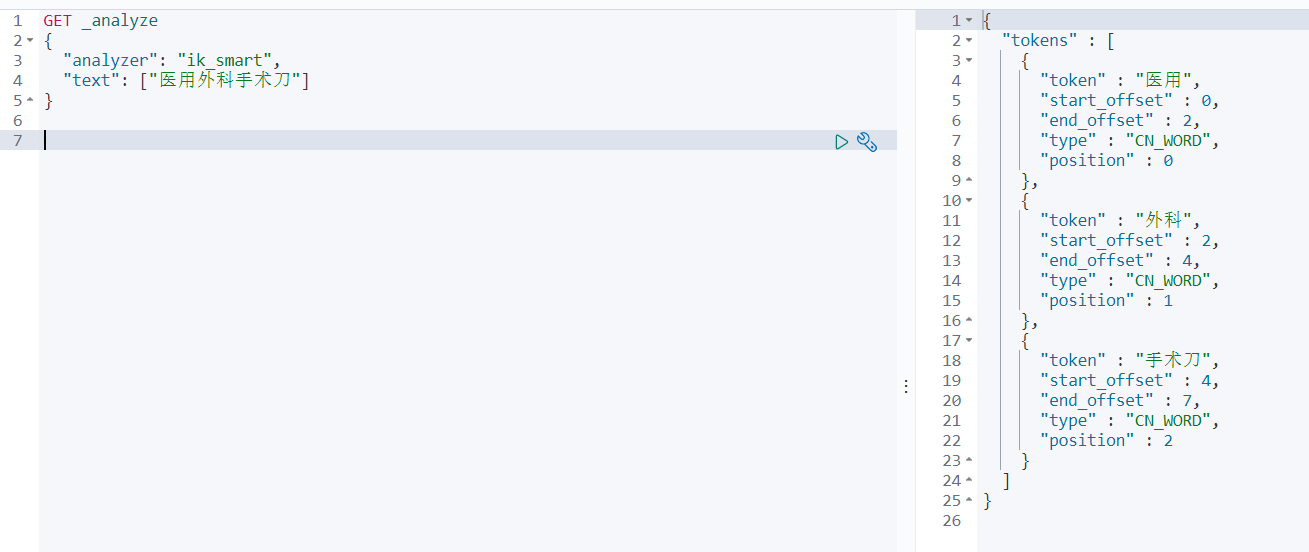 1 GET _analyze
2 {
3 "analyzer": "ik_smart",
4 "text": ["医用外科手术刀"]
5 }
6
7
1 {
2 "tokens" : [
3 {
4 "token" : "医用",
5 "start_offset" : 0,
6 "end_offset" : 2,
7 "type" : "CN_WORD",
8 "position" : 0
9 },
10 {
11 "token" : "外科",
12 "start_offset" : 2,
13 "end_offset" : 4,
14 "type" : "CN_WORD",
15 "position" : 1
16 },
17 {
18 "token" : "手术刀",
19 "start_offset" : 4,
20 "end_offset" : 7,
21 "type" : "CN_WORD",
22 "position" : 2
23 }
24 ]
25 }
26